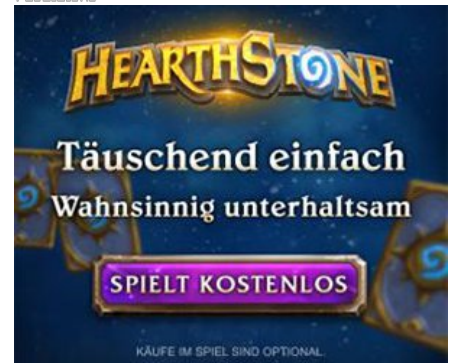 HEARTHSTONE
Täuschend einfach
Wahnsinnig unterhaltsam
SPIELT KOSTENLOS
KÄUFE IM SPIEL SIND OPTIONAL.